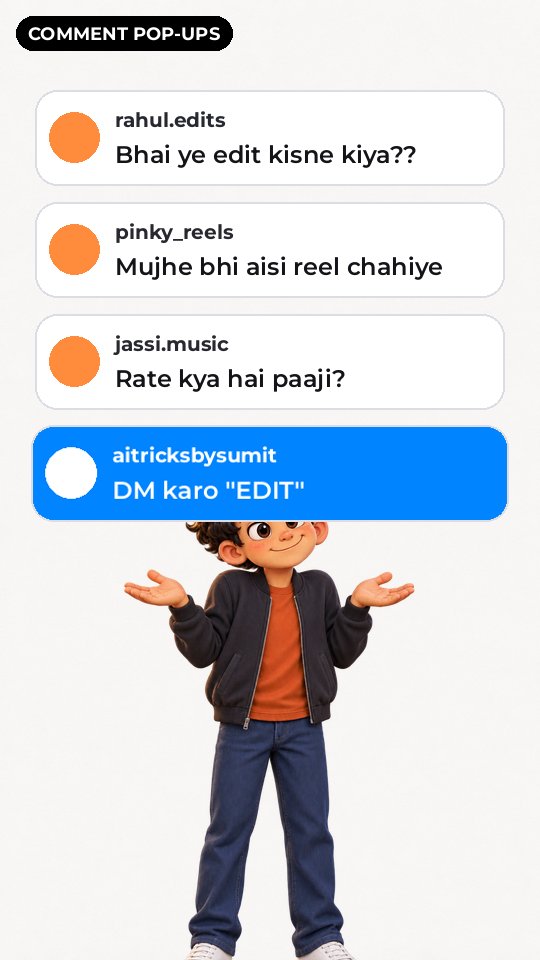 COMMENT POP-UPS
rahul.edits
Bhai ye edit kisne kiya??
pinky_reels
Mujhe bhi aisi reel chahiye
jassi.music
Rate kya hai paaji?
aitricksbysumit
DM karo "EDIT"